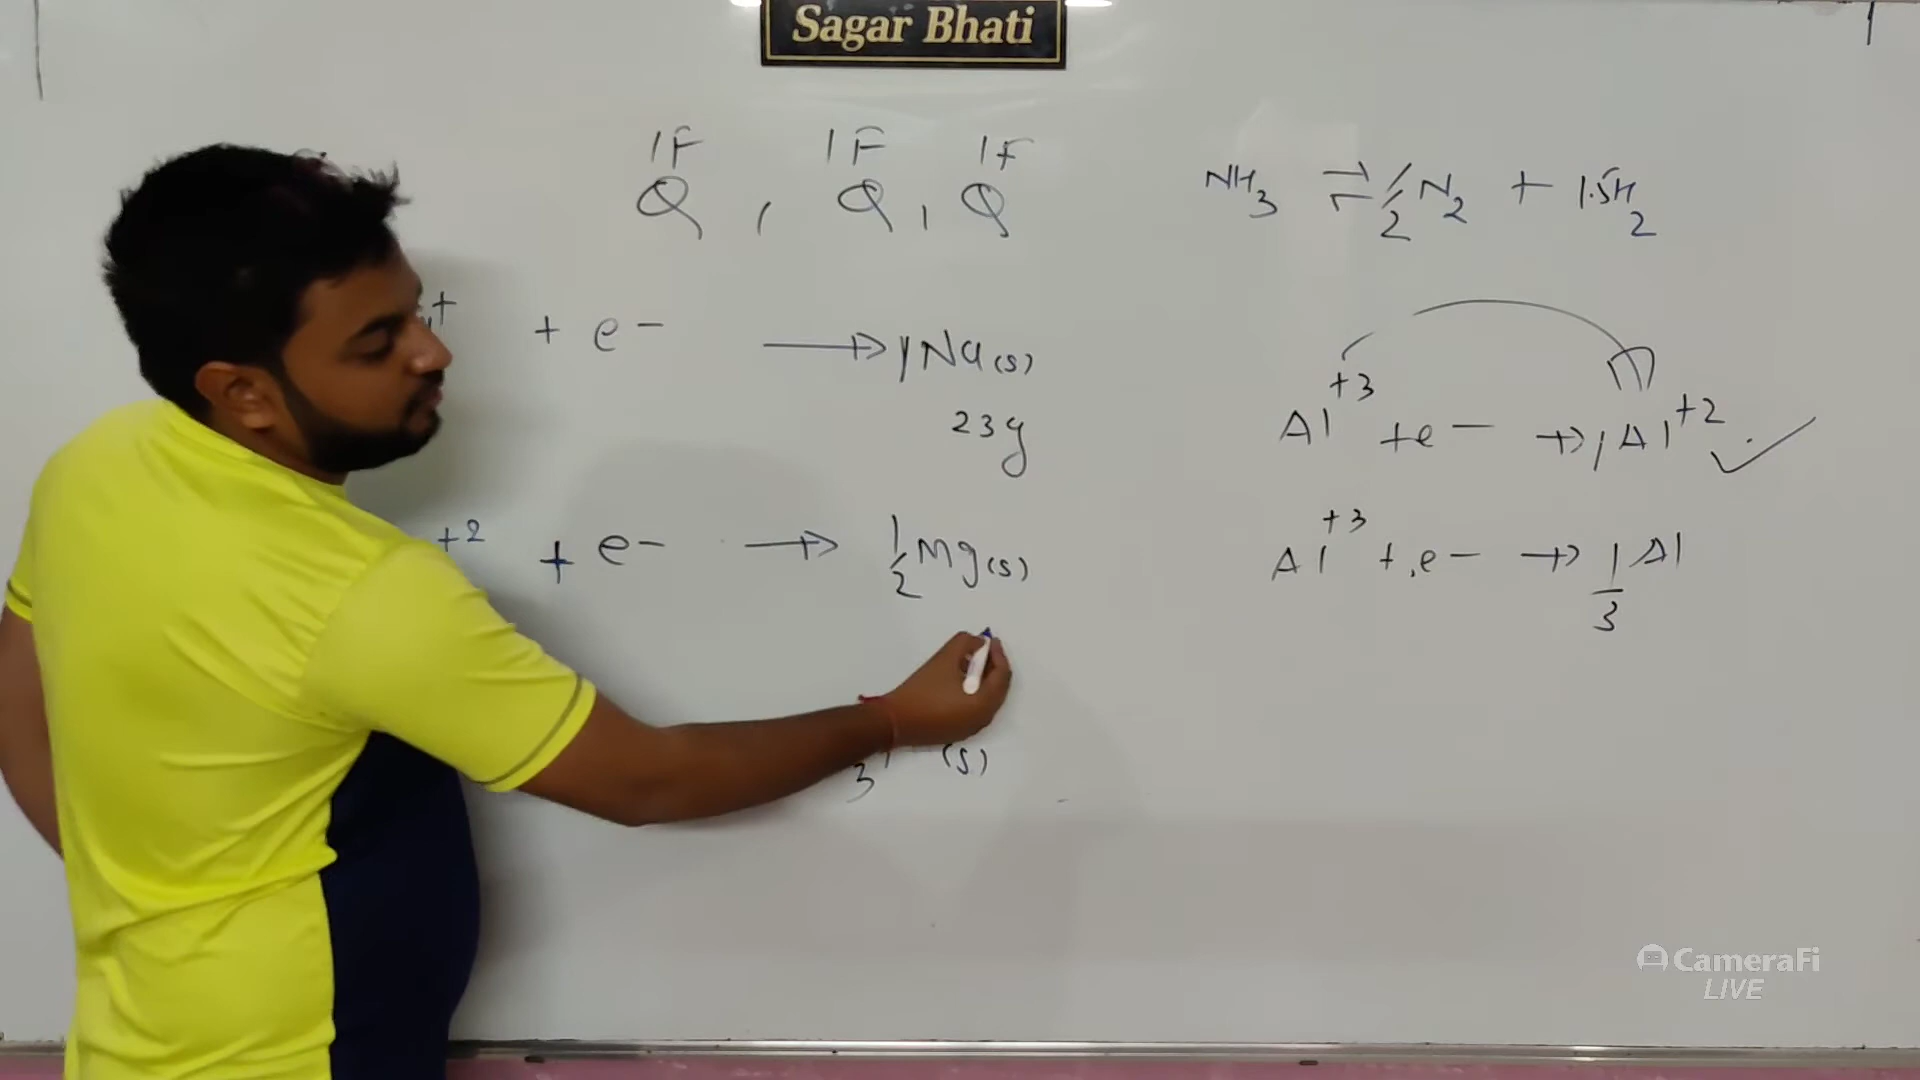 Sagar Bhati
1F 1F 1F
Q , Q , Q
+ + e− → 1Na(s)
23g
+2 + e− → 1/2 Mg(s)
3 (s)
NH3 ⇌ 1/2 N2 + 1.5H2
Al+3 + e− → 1Al+2 ✓
Al+3 + e− → 1/3 Al
CameraFi
LIVE